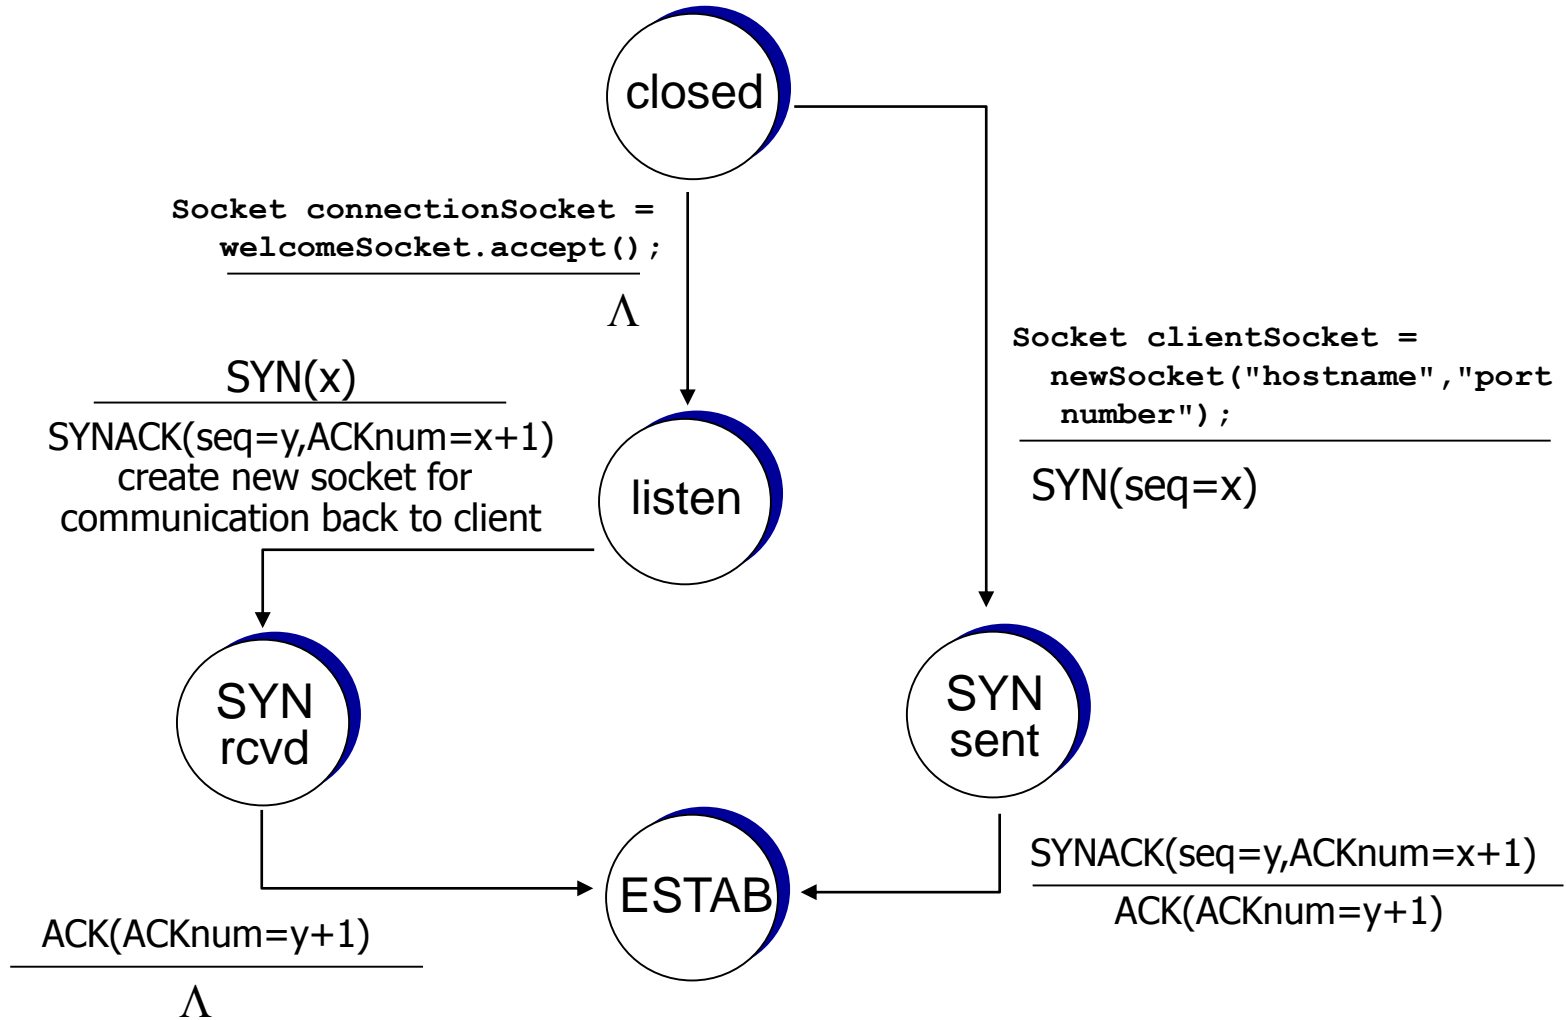 closed
Socket connectionSocket =
welcomeSocket.accept();
Λ
Socket clientSocket =
newSocket("hostname","port
number");
SYN(seq=x)
SYN(x)
SYNACK(seq=y,ACKnum=x+1)
create new socket for
communication back to client
listen
SYN
rcvd
SYN
sent
ESTAB
SYNACK(seq=y,ACKnum=x+1)
ACK(ACKnum=y+1)
ACK(ACKnum=y+1)
Λ